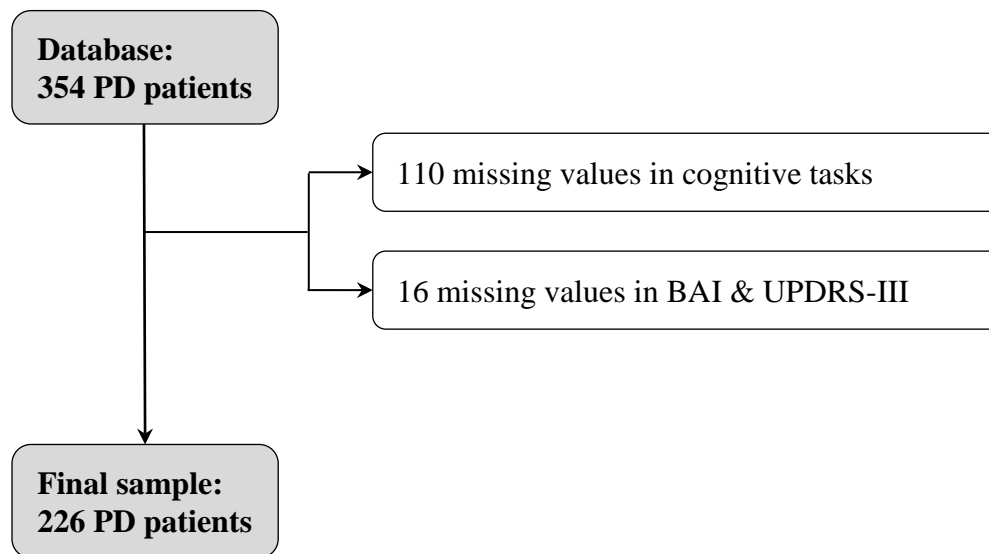 Database:
354 PD patients
110 missing values in cognitive tasks
16 missing values in BAI & UPDRS-III
Final sample:
226 PD patients